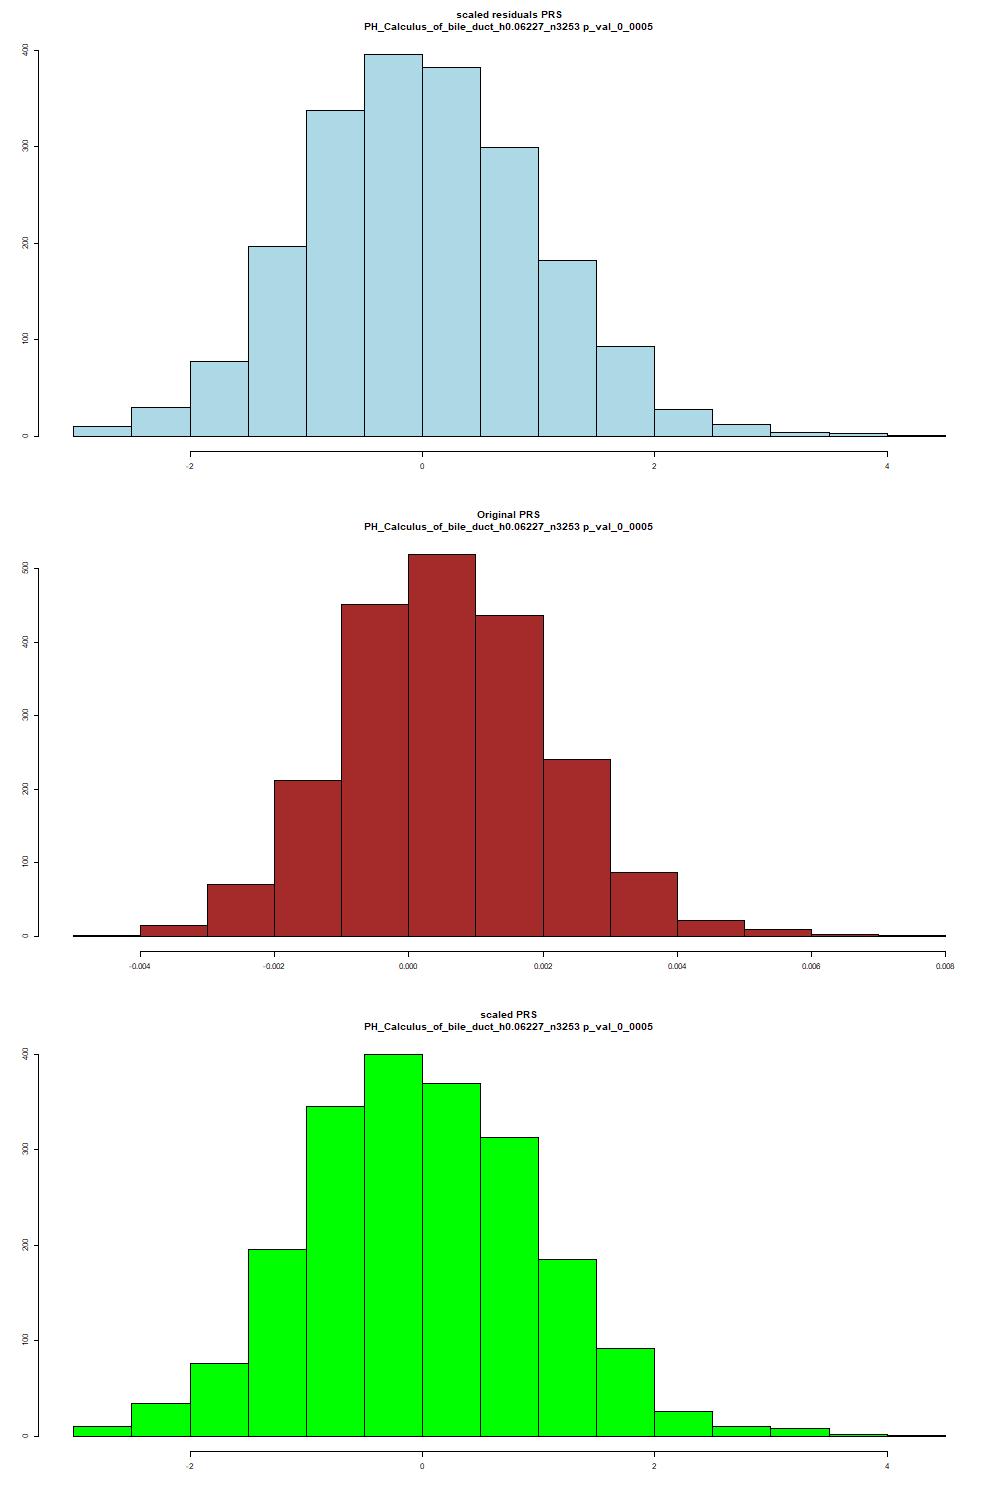 scaled residuals PRS
PH_Calculus_of_bile_duct_h0.06227_n3253 p_val_0_0005
400
300
200
100
0
-2 0 2 4
Original PRS
PH_Calculus_of_bile_duct_h0.06227_n3253 p_val_0_0005
500
400
300
200
100
0
-0.004 -0.002 0.000 0.002 0.004 0.006 0.008
scaled PRS
PH_Calculus_of_bile_duct_h0.06227_n3253 p_val_0_0005
400
300
200
100
0
-2 0 2 4